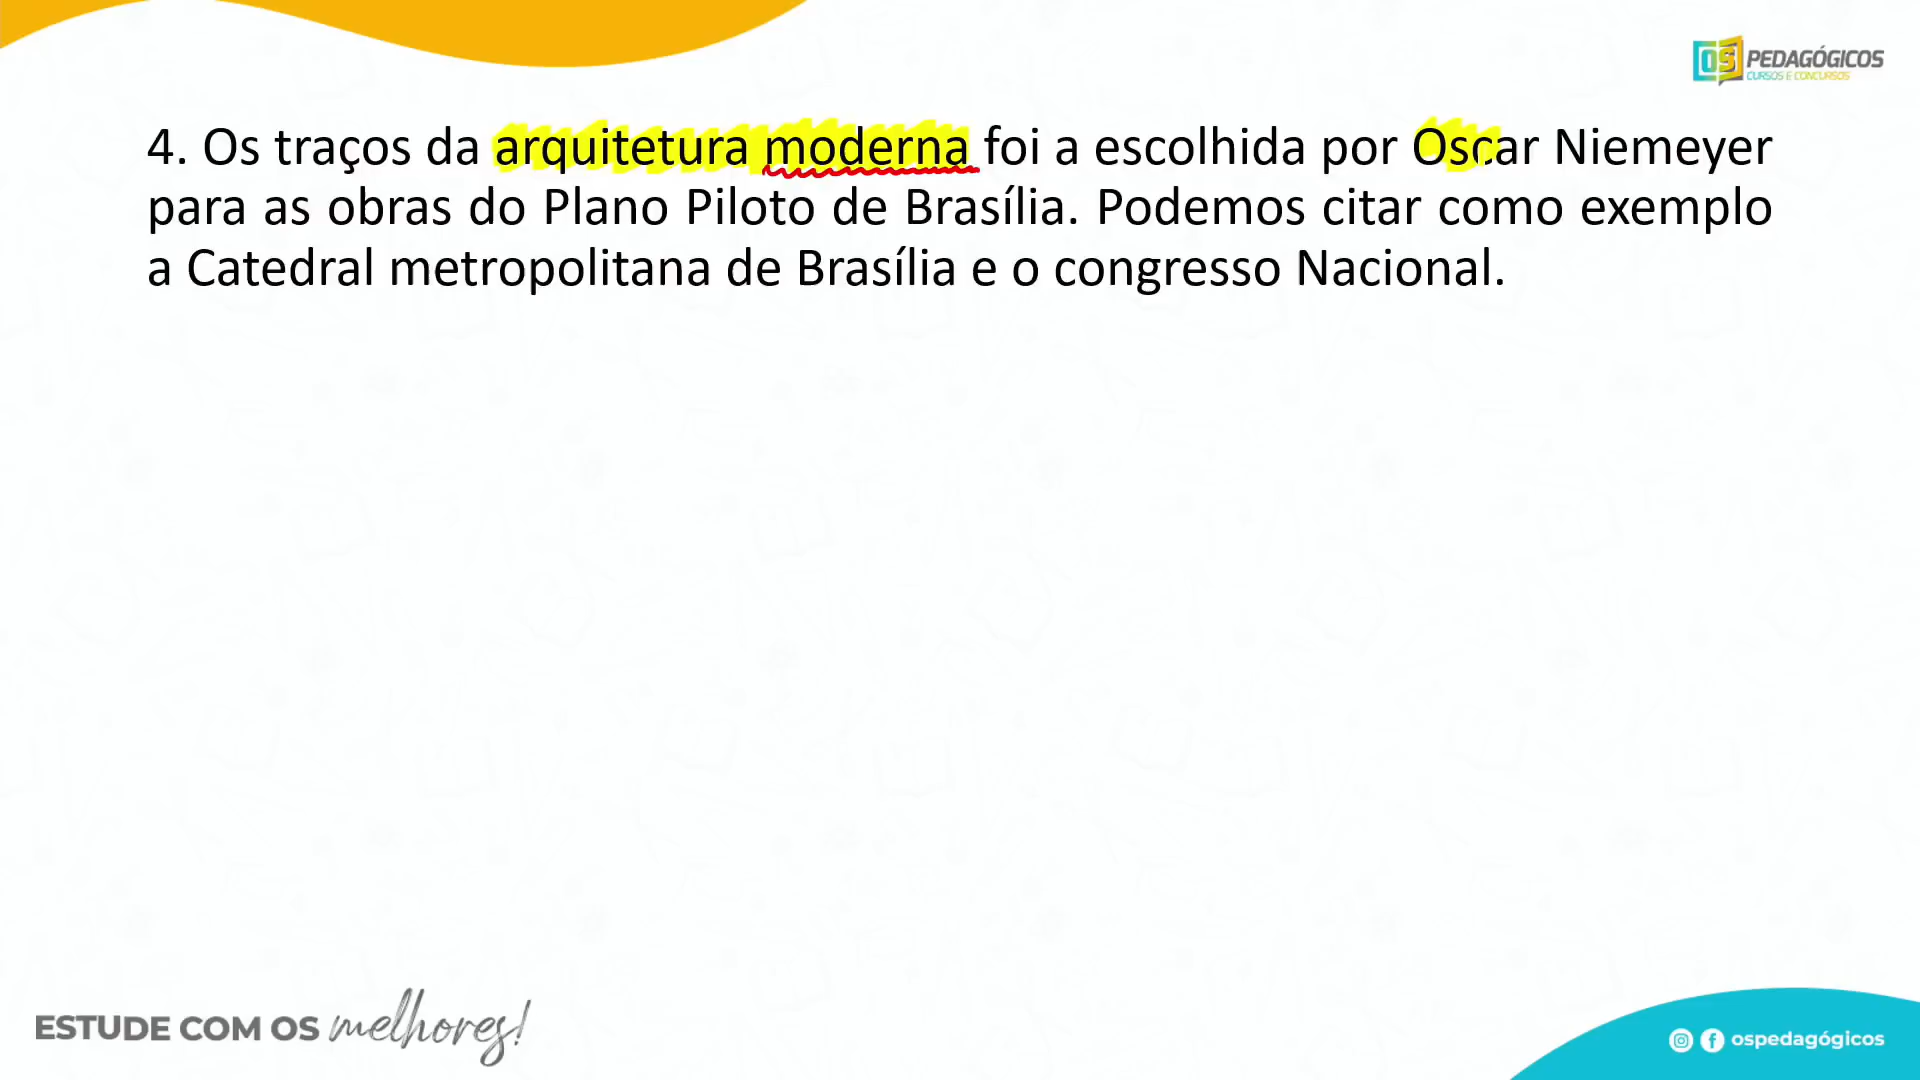 OS PEDAGÓGICOS
CURSOS E CONCURSOS
4. Os traços da arquitetura moderna foi a escolhida por Oscar Niemeyer
para as obras do Plano Piloto de Brasília. Podemos citar como exemplo
a Catedral metropolitana de Brasília e o congresso Nacional.
ESTUDE COM OS melhores!
ospedagógicos